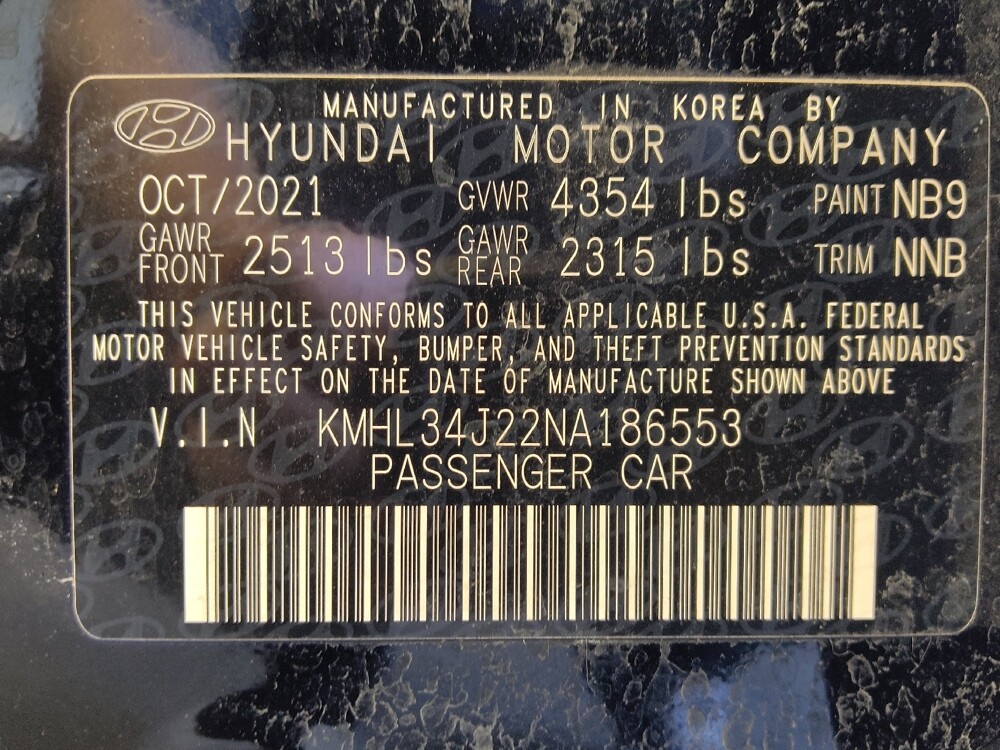 MANUFACTURED IN KOREA BY
HYUNDAI MOTOR COMPANY
OCT/2021 GVWR 4354 lbs PAINT NB9
GAWR FRONT 2513 lbs GAWR REAR 2315 lbs TRIM NNB
THIS VEHICLE CONFORMS TO ALL APPLICABLE U.S.A. FEDERAL
MOTOR VEHICLE SAFETY, BUMPER, AND THEFT PREVENTION STANDARDS
IN EFFECT ON THE DATE OF MANUFACTURE SHOWN ABOVE
V.I.N KMHL34J22NA186553
PASSENGER CAR